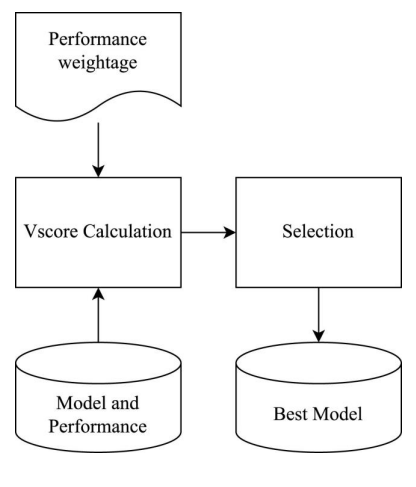 Performance
weightage
Vscore Calculation
Selection
Model and
Performance
Best Model